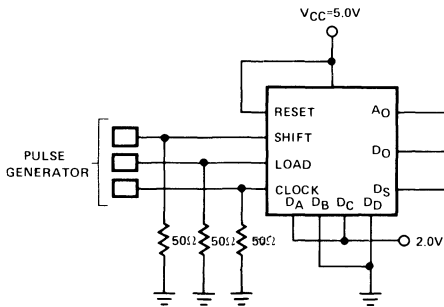 VCC=5.0V
RESET
AO
SHIFT
PULSE
GENERATOR
LOAD
DO
CLOCK
DS
DA DB DC DD
50Ω 50Ω 50Ω
2.0V